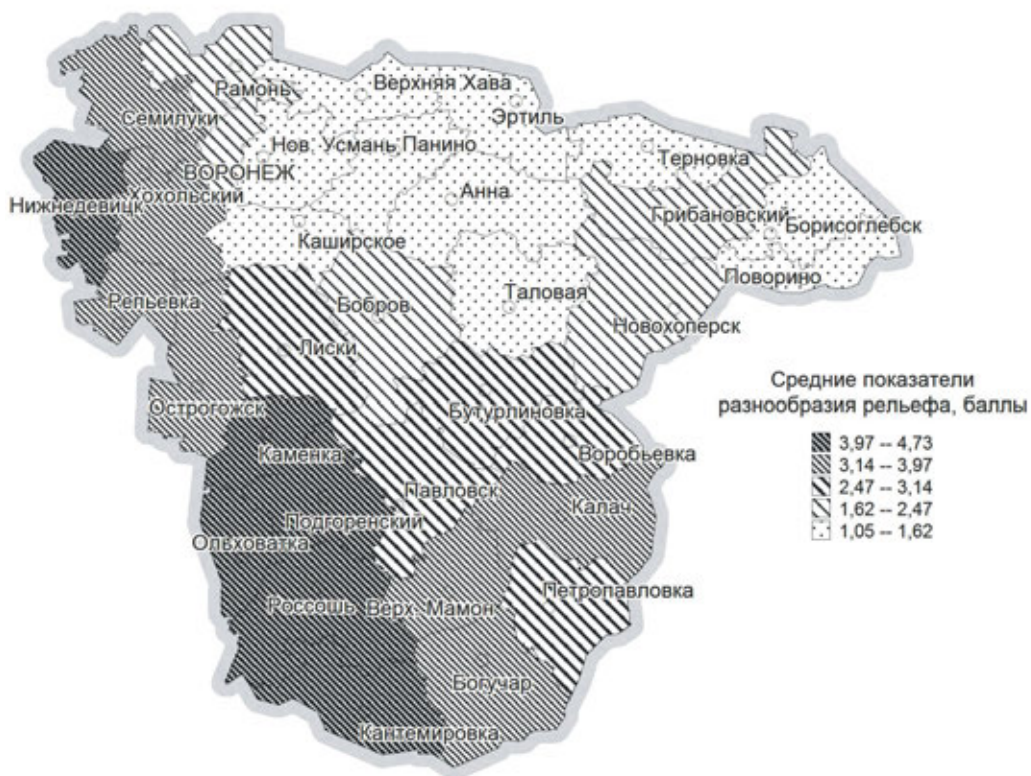 Рамонь
Верхняя Хава
Семилуки
Эртиль
Нов. Усмань
Панино
Терновка
ВОРОНЕЖ
Хохольский
Нижнедевицк
Анна
Грибановский
Борисоглебск
Каширское
Поворино
Репьевка
Бобров
Таловая
Новохоперск
Лиски
Острогожск
Бутурлиновка
Каменка
Воробьевка
Павловск
Калач
Подгоренский
Ольховатка
Петропавловка
Россошь
Верх. Мамон
Богучар
Кантемировка
Средние показатели
разнообразия рельефа, баллы
3,97 -- 4,73
3,14 -- 3,97
2,47 -- 3,14
1,62 -- 2,47
1,05 -- 1,62